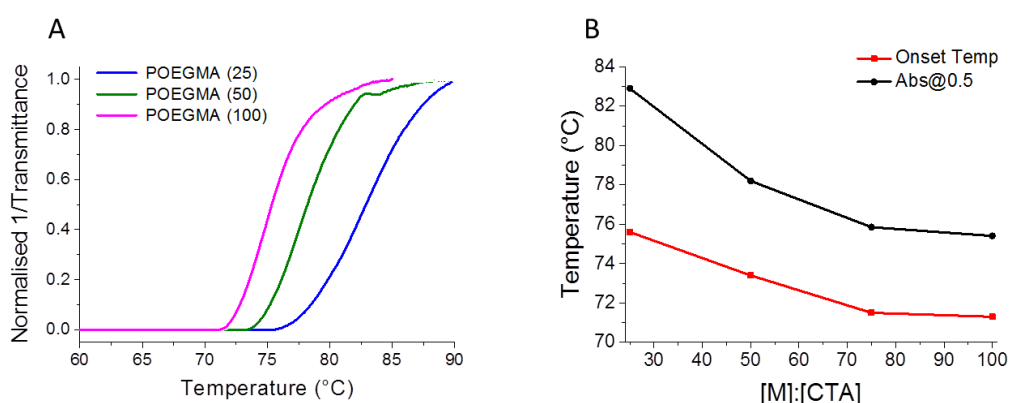 A
POEGMA (25)
POEGMA (50)
POEGMA (100)
Normalised 1/Transmittance
1.0
0.8
0.6
0.4
0.2
0.0
60 65 70 75 80 85 90
Temperature (°C)
B
Onset Temp
Abs@0.5
Temperature (°C)
84
82
80
78
76
74
72
70
30 40 50 60 70 80 90 100
[M]:[CTA]